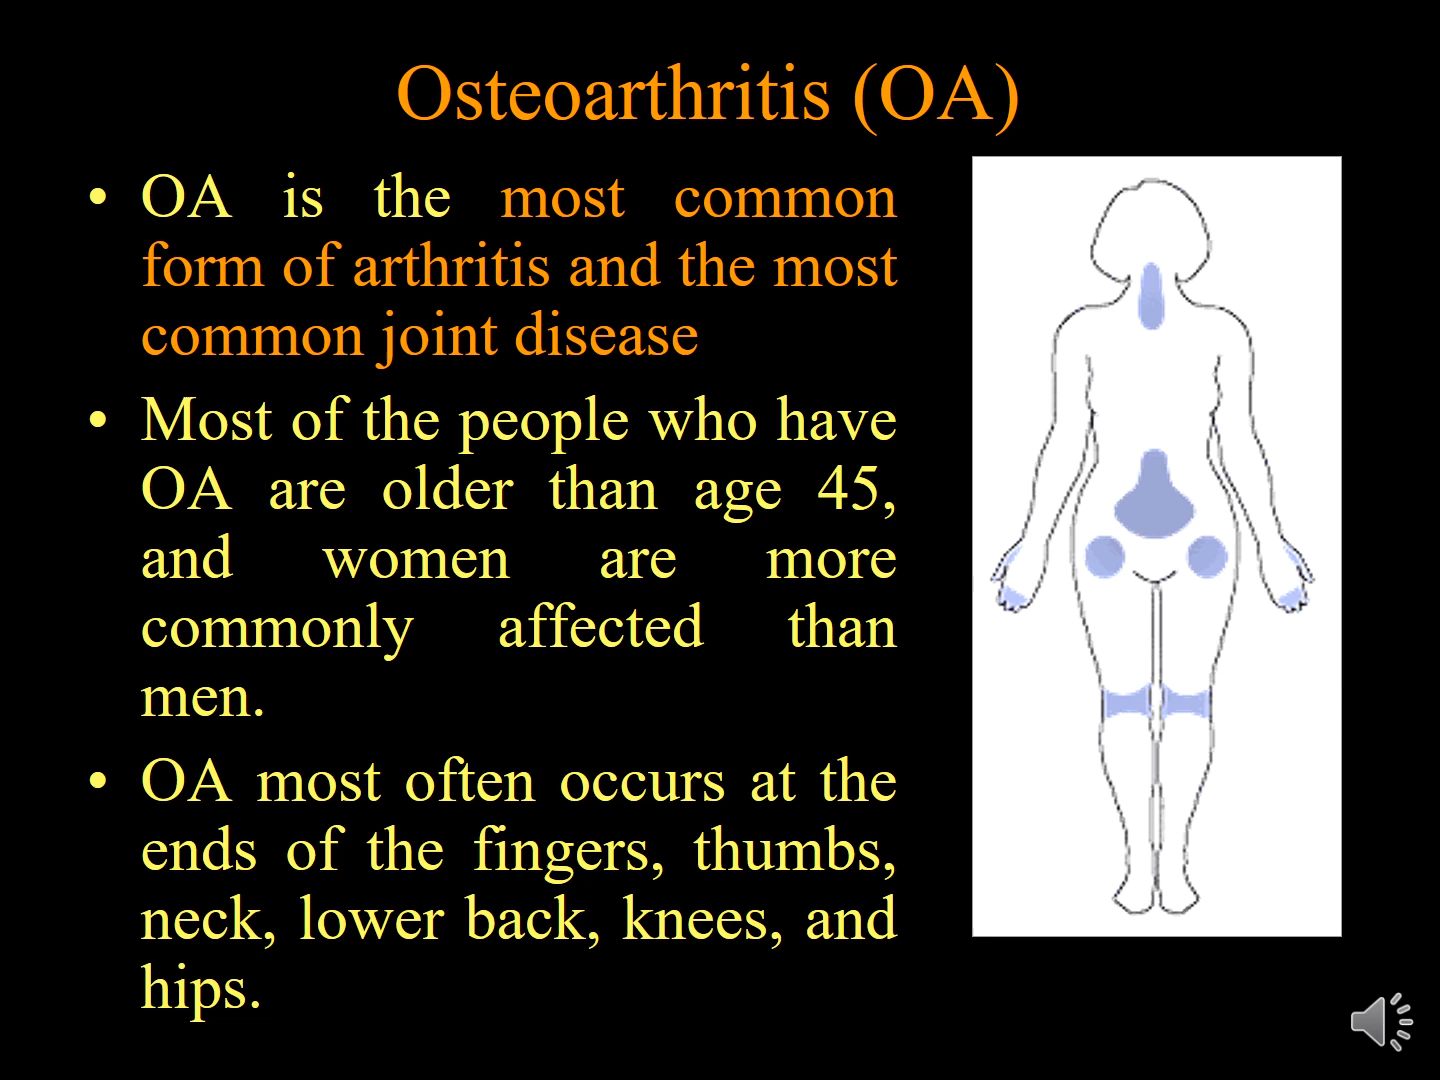 Osteoarthritis (OA)
• OA is the most common
form of arthritis and the most
common joint disease
• Most of the people who have
OA are older than age 45,
and women are more
commonly affected than
men.
• OA most often occurs at the
ends of the fingers, thumbs,
neck, lower back, knees, and
hips.